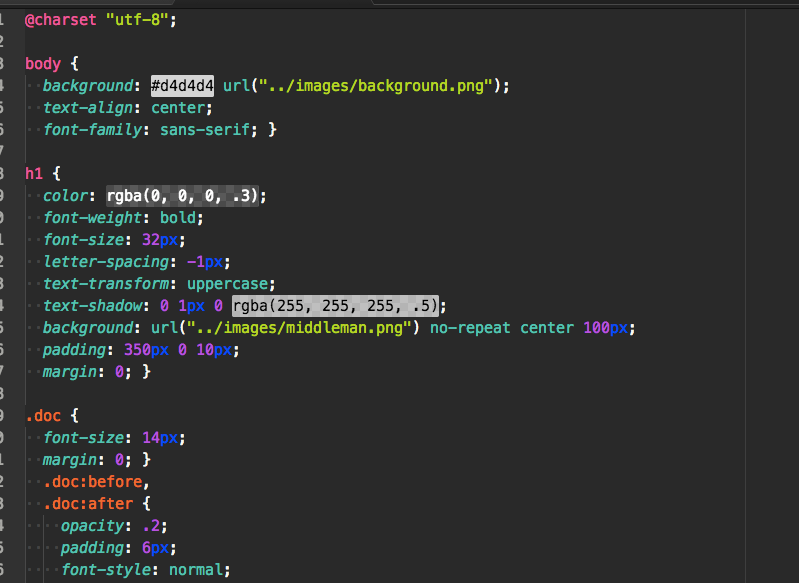 1 @charset "utf-8";
2
3 body {
4   background: #d4d4d4 url("../images/background.png");
5   text-align: center;
6   font-family: sans-serif; }
7
8 h1 {
9   color: rgba(0, 0, 0, .3);
0   font-weight: bold;
1   font-size: 32px;
2   letter-spacing: -1px;
3   text-transform: uppercase;
4   text-shadow: 0 1px 0 rgba(255, 255, 255, .5);
5   background: url("../images/middleman.png") no-repeat center 100px;
6   padding: 350px 0 10px;
7   margin: 0; }
8
9 .doc {
0   font-size: 14px;
1   margin: 0; }
2   .doc:before,
3   .doc:after {
4     opacity: .2;
5     padding: 6px;
6     font-style: normal;